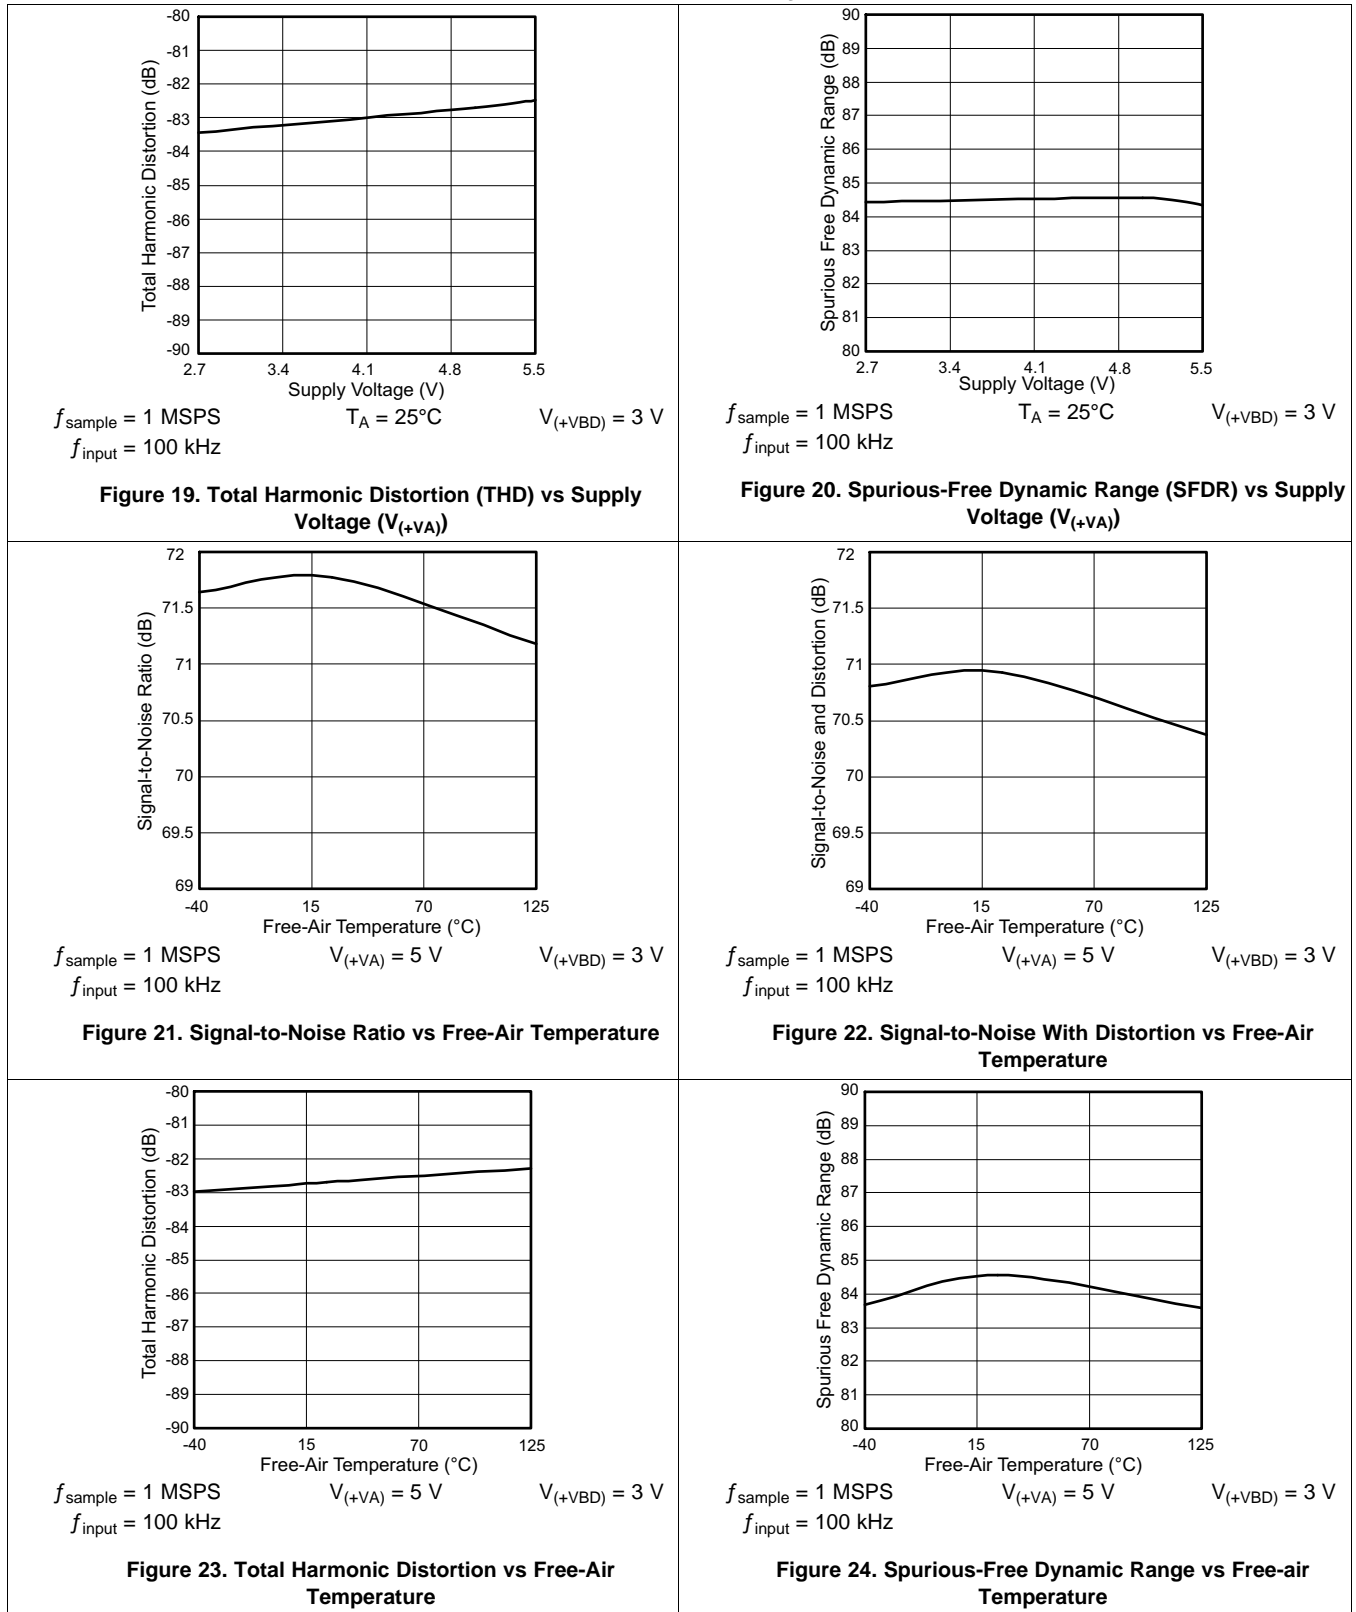 -80
-81
-82
-83
-84
-85
-86
-87
-88
-89
-90
Total Harmonic Distortion (dB)
2.7 3.4 4.1 4.8 5.5
Supply Voltage (V)
ƒsample = 1 MSPS TA = 25°C V(+VBD) = 3 V
ƒinput = 100 kHz
Figure 19. Total Harmonic Distortion (THD) vs Supply
Voltage (V(+VA))
90
89
88
87
86
85
84
83
82
81
80
Spurious Free Dynamic Range (dB)
2.7 3.4 4.1 4.8 5.5
Supply Voltage (V)
ƒsample = 1 MSPS TA = 25°C V(+VBD) = 3 V
ƒinput = 100 kHz
Figure 20. Spurious-Free Dynamic Range (SFDR) vs Supply
Voltage (V(+VA))
72
71.5
71
70.5
70
69.5
69
Signal-to-Noise Ratio (dB)
-40 15 70 125
Free-Air Temperature (°C)
ƒsample = 1 MSPS V(+VA) = 5 V V(+VBD) = 3 V
ƒinput = 100 kHz
Figure 21. Signal-to-Noise Ratio vs Free-Air Temperature
72
71.5
71
70.5
70
69.5
69
Signal-to-Noise and Distortion (dB)
-40 15 70 125
Free-Air Temperature (°C)
ƒsample = 1 MSPS V(+VA) = 5 V V(+VBD) = 3 V
ƒinput = 100 kHz
Figure 22. Signal-to-Noise With Distortion vs Free-Air
Temperature
-80
-81
-82
-83
-84
-85
-86
-87
-88
-89
-90
Total Harmonic Distortion (dB)
-40 15 70 125
Free-Air Temperature (°C)
ƒsample = 1 MSPS V(+VA) = 5 V V(+VBD) = 3 V
ƒinput = 100 kHz
Figure 23. Total Harmonic Distortion vs Free-Air
Temperature
90
89
88
87
86
85
84
83
82
81
80
Spurious Free Dynamic Range (dB)
-40 15 70 125
Free-Air Temperature (°C)
ƒsample = 1 MSPS V(+VA) = 5 V V(+VBD) = 3 V
ƒinput = 100 kHz
Figure 24. Spurious-Free Dynamic Range vs Free-air
Temperature